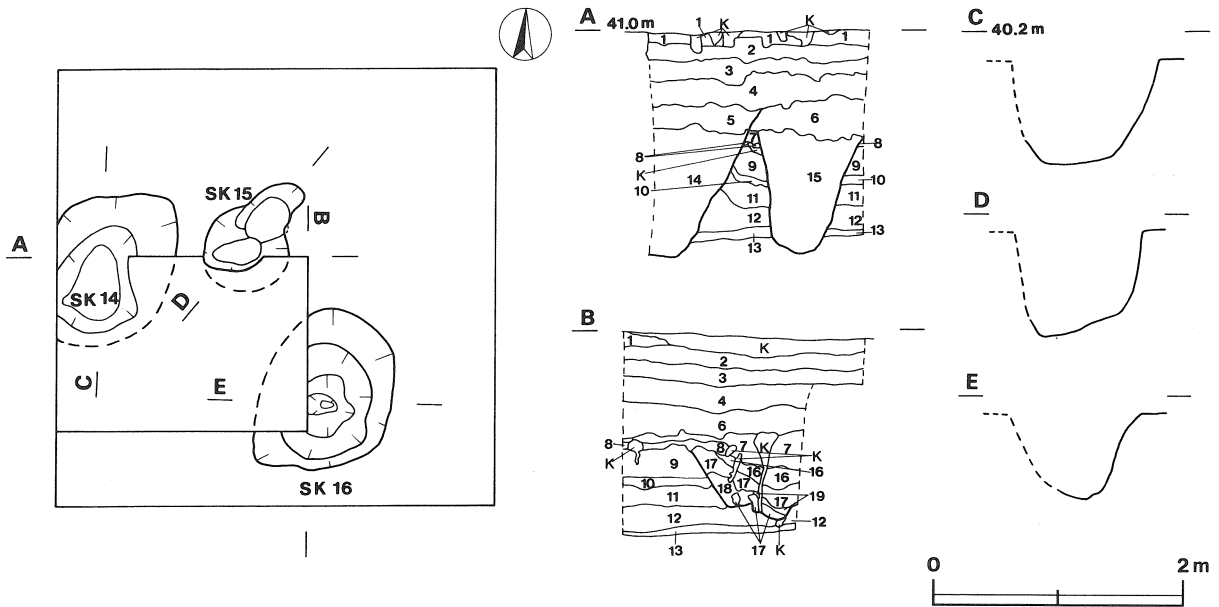 A
SK 15
B
SK 14
D
C
E
SK 16
A 41.0 m
1 1 K 1 K 1
2
3
4
5 6
7
8 8
K 9 9
10 14 15 10
11 11
12 12
13 13
B
1 K
2
3
4
6
8 8 7 K 7 K
K 9 17 16 16 16
10 18 17 17 19
11
12 12
13 17 K
C 40.2 m
D
E
0 2 m